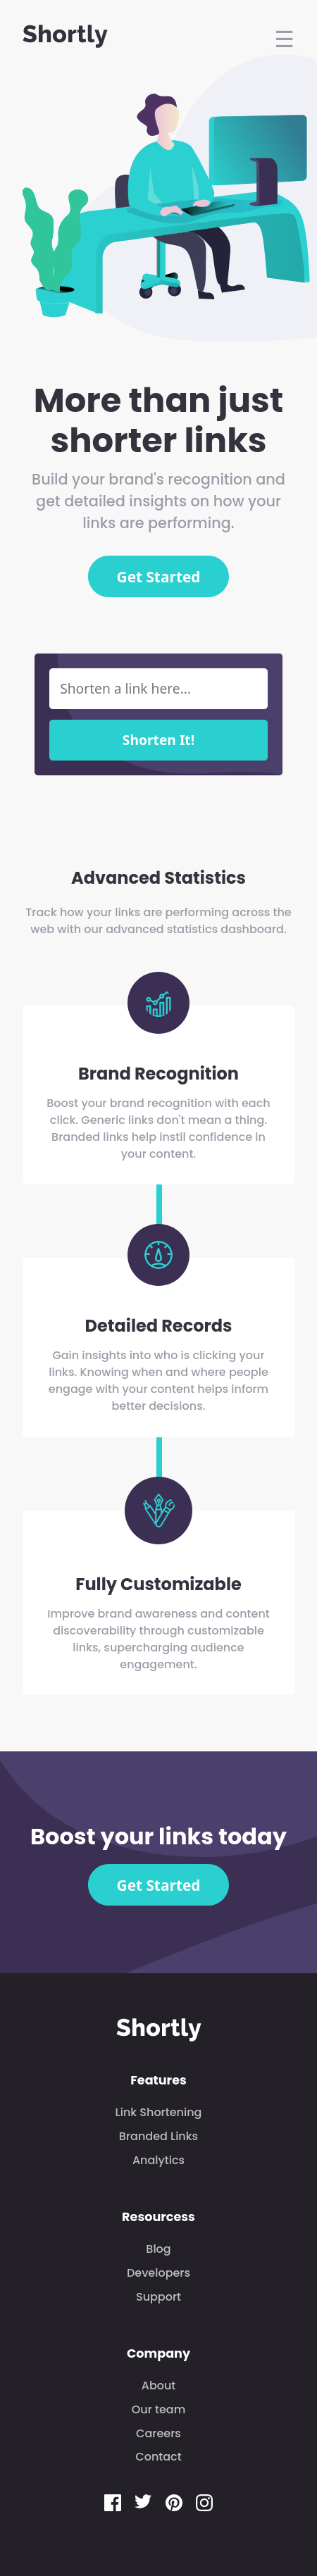 Shortly
More than just
shorter links
Build your brand's recognition and
get detailed insights on how your
links are performing.
Get Started
Shorten a link here...
Shorten It!
Advanced Statistics
Track how your links are performing across the
web with our advanced statistics dashboard.
Brand Recognition
Boost your brand recognition with each
click. Generic links don't mean a thing.
Branded links help instil confidence in
your content.
Detailed Records
Gain insights into who is clicking your
links. Knowing when and where people
engage with your content helps inform
better decisions.
Fully Customizable
Improve brand awareness and content
discoverability through customizable
links, supercharging audience
engagement.
Boost your links today
Get Started
Shortly
Features
Link Shortening
Branded Links
Analytics
Resourcess
Blog
Developers
Support
Company
About
Our team
Careers
Contact